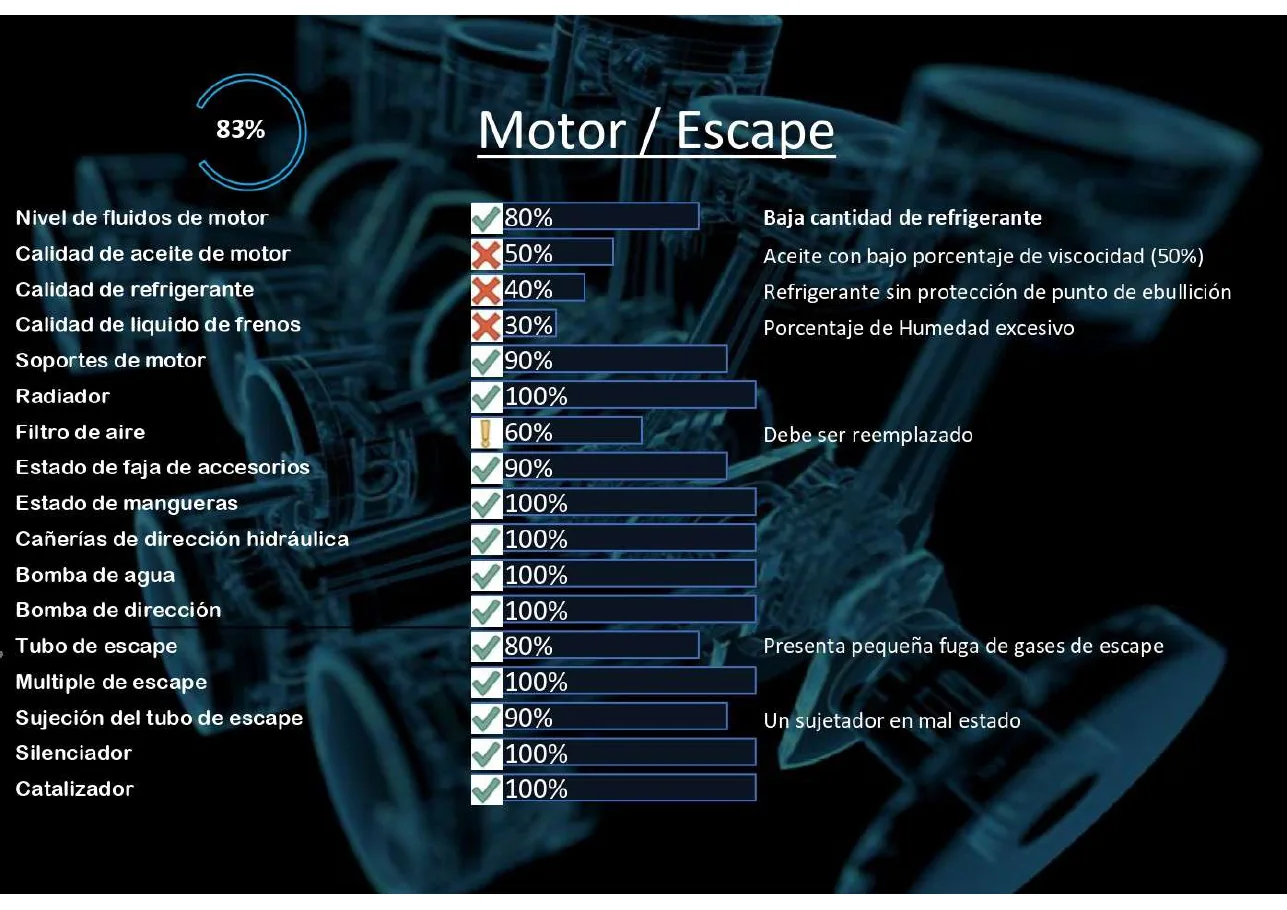 83%
Motor / Escape
Nivel de fluidos de motor 80% Baja cantidad de refrigerante
Calidad de aceite de motor 50% Aceite con bajo porcentaje de viscocidad (50%)
Calidad de refrigerante 40% Refrigerante sin protección de punto de ebullición
Calidad de liquido de frenos 30% Porcentaje de Humedad excesivo
Soportes de motor 90%
Radiador 100%
Filtro de aire 60% Debe ser reemplazado
Estado de faja de accesorios 90%
Estado de mangueras 100%
Cañerías de dirección hidráulica 100%
Bomba de agua 100%
Bomba de dirección 100%
Tubo de escape 80% Presenta pequeña fuga de gases de escape
Multiple de escape 100%
Sujeción del tubo de escape 90% Un sujetador en mal estado
Silenciador 100%
Catalizador 100%